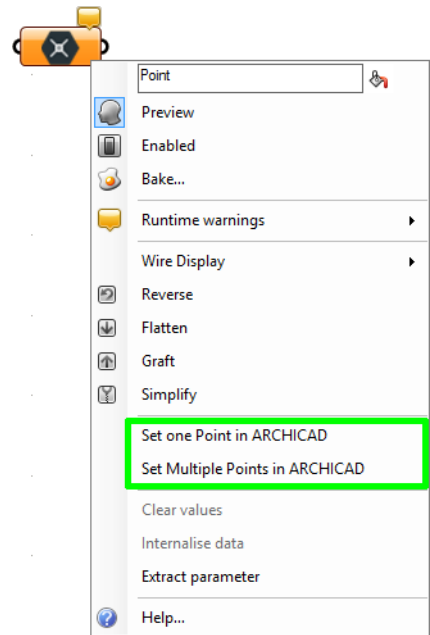 Point
Preview
Enabled
Bake...
Runtime warnings
Wire Display
Reverse
Flatten
Graft
Simplify
Set one Point in ARCHICAD
Set Multiple Points in ARCHICAD
Clear values
Internalise data
Extract parameter
Help...